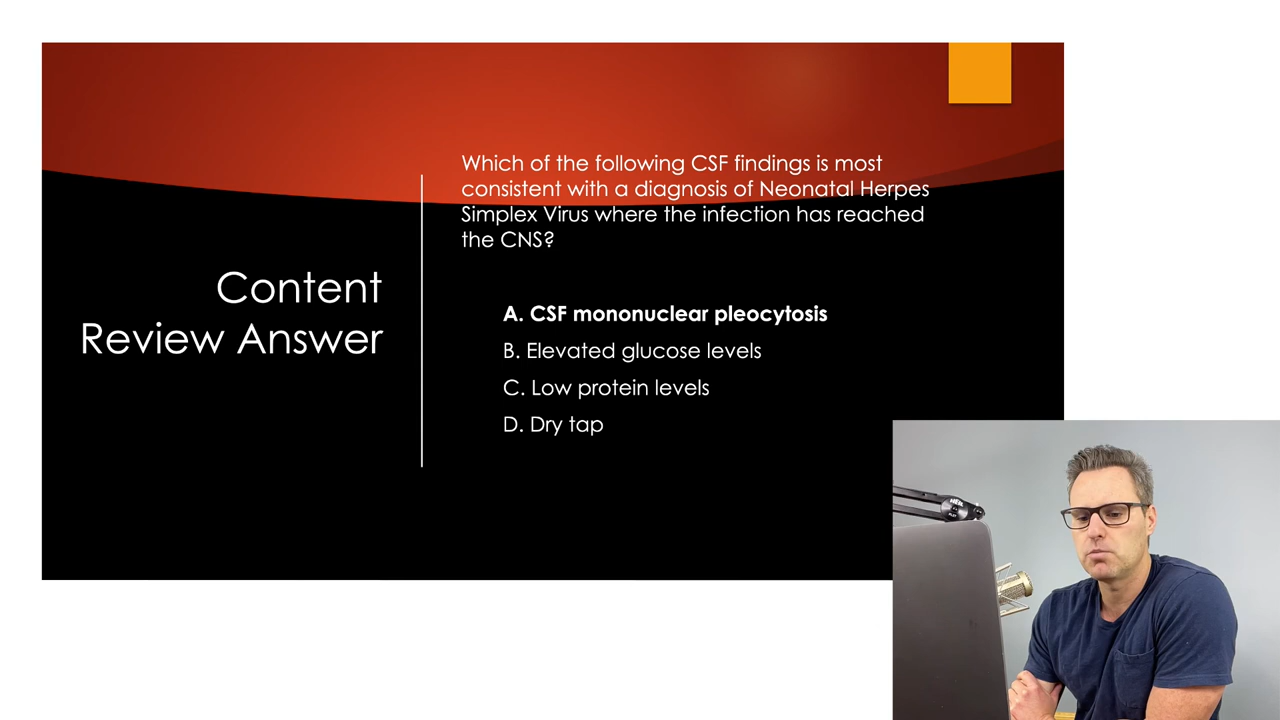 Content
Review Answer
Which of the following CSF findings is most
consistent with a diagnosis of Neonatal Herpes
Simplex Virus where the infection has reached
the CNS?
A. CSF mononuclear pleocytosis
B. Elevated glucose levels
C. Low protein levels
D. Dry tap